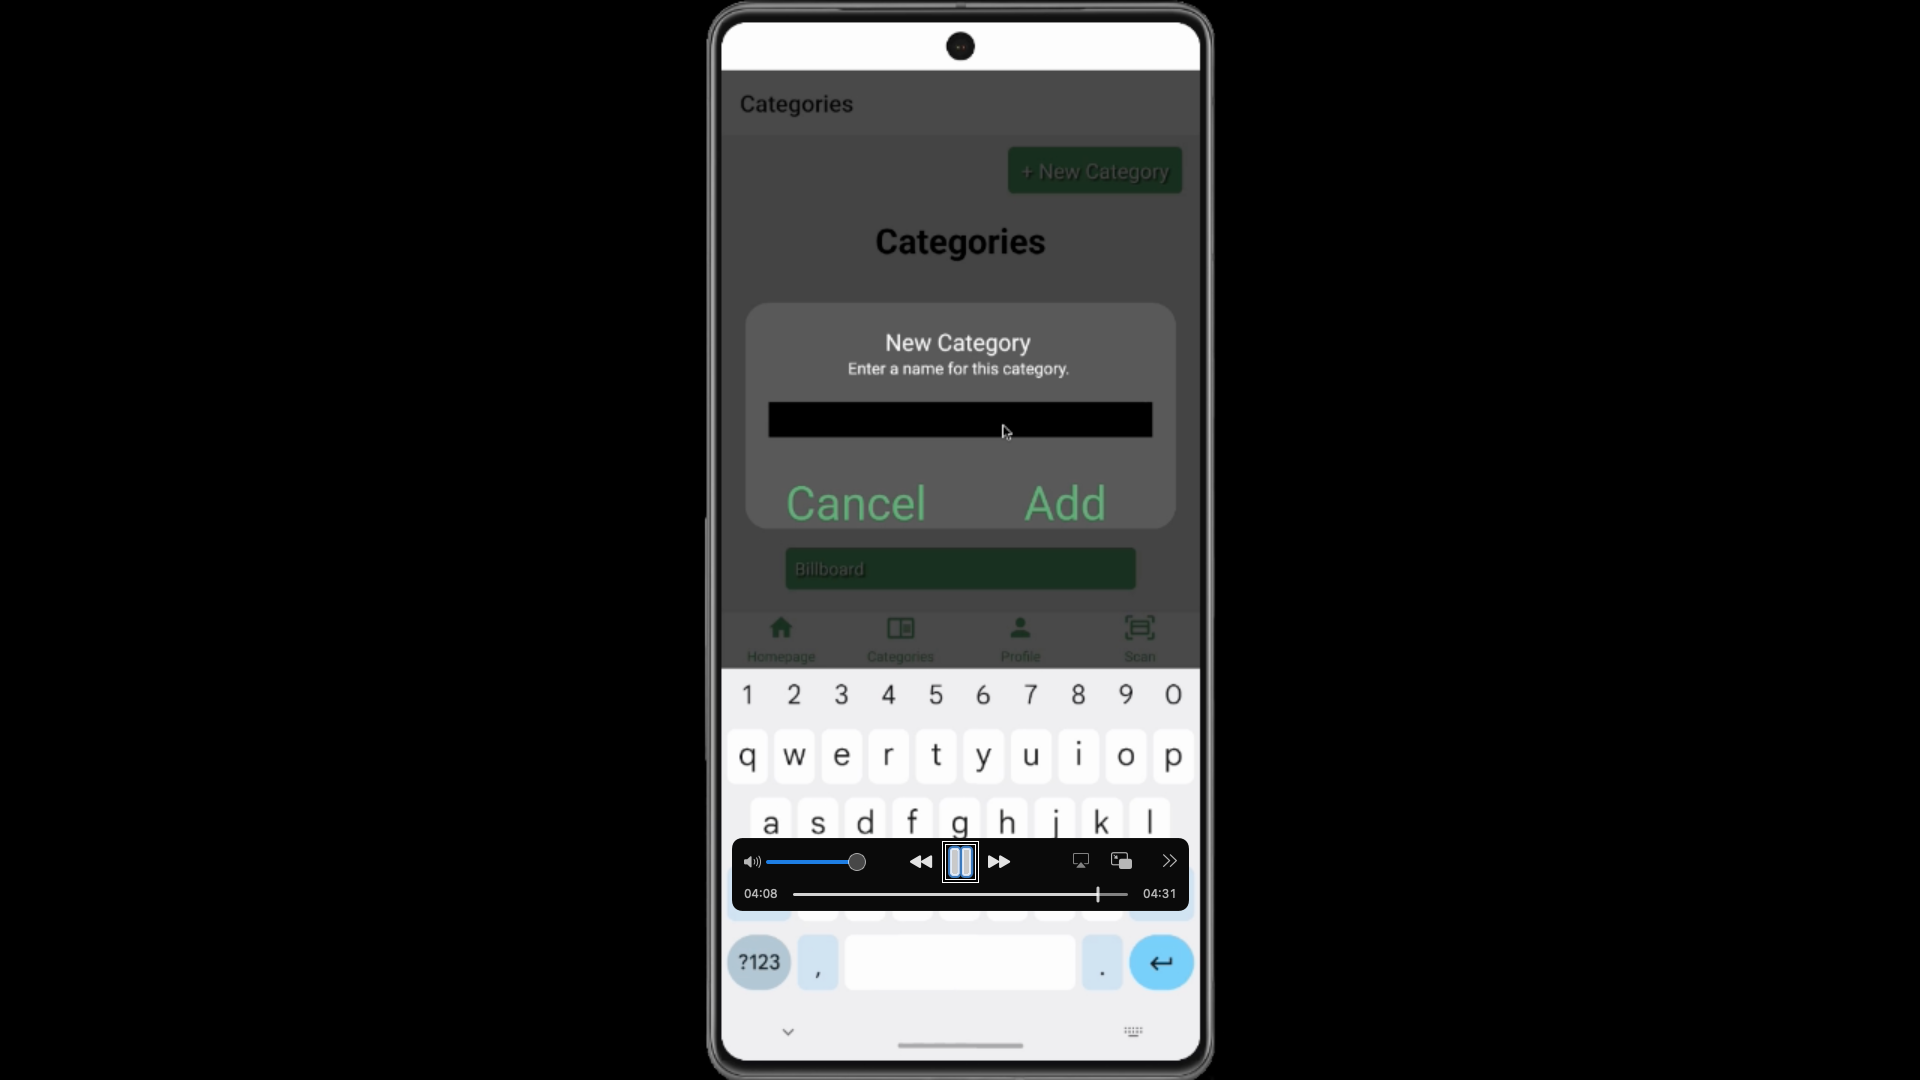 Categories
+ New Category
Categories
New Category
Enter a name for this category.
Cancel Add
Billboard
Homepage Categories Profile Scan
1 2 3 4 5 6 7 8 9 0
q w e r t y u i o p
a s d f g h j k l
04:08 04:31
?123 , .